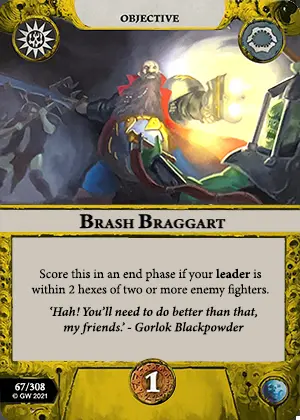 OBJECTIVE
BRASH BRAGGART
Score this in an end phase if your leader is
within 2 hexes of two or more enemy fighters.
‘Hah! You’ll need to do better than that,
my friends.’ - Gorlok Blackpowder
67/308
© GW 2021
1